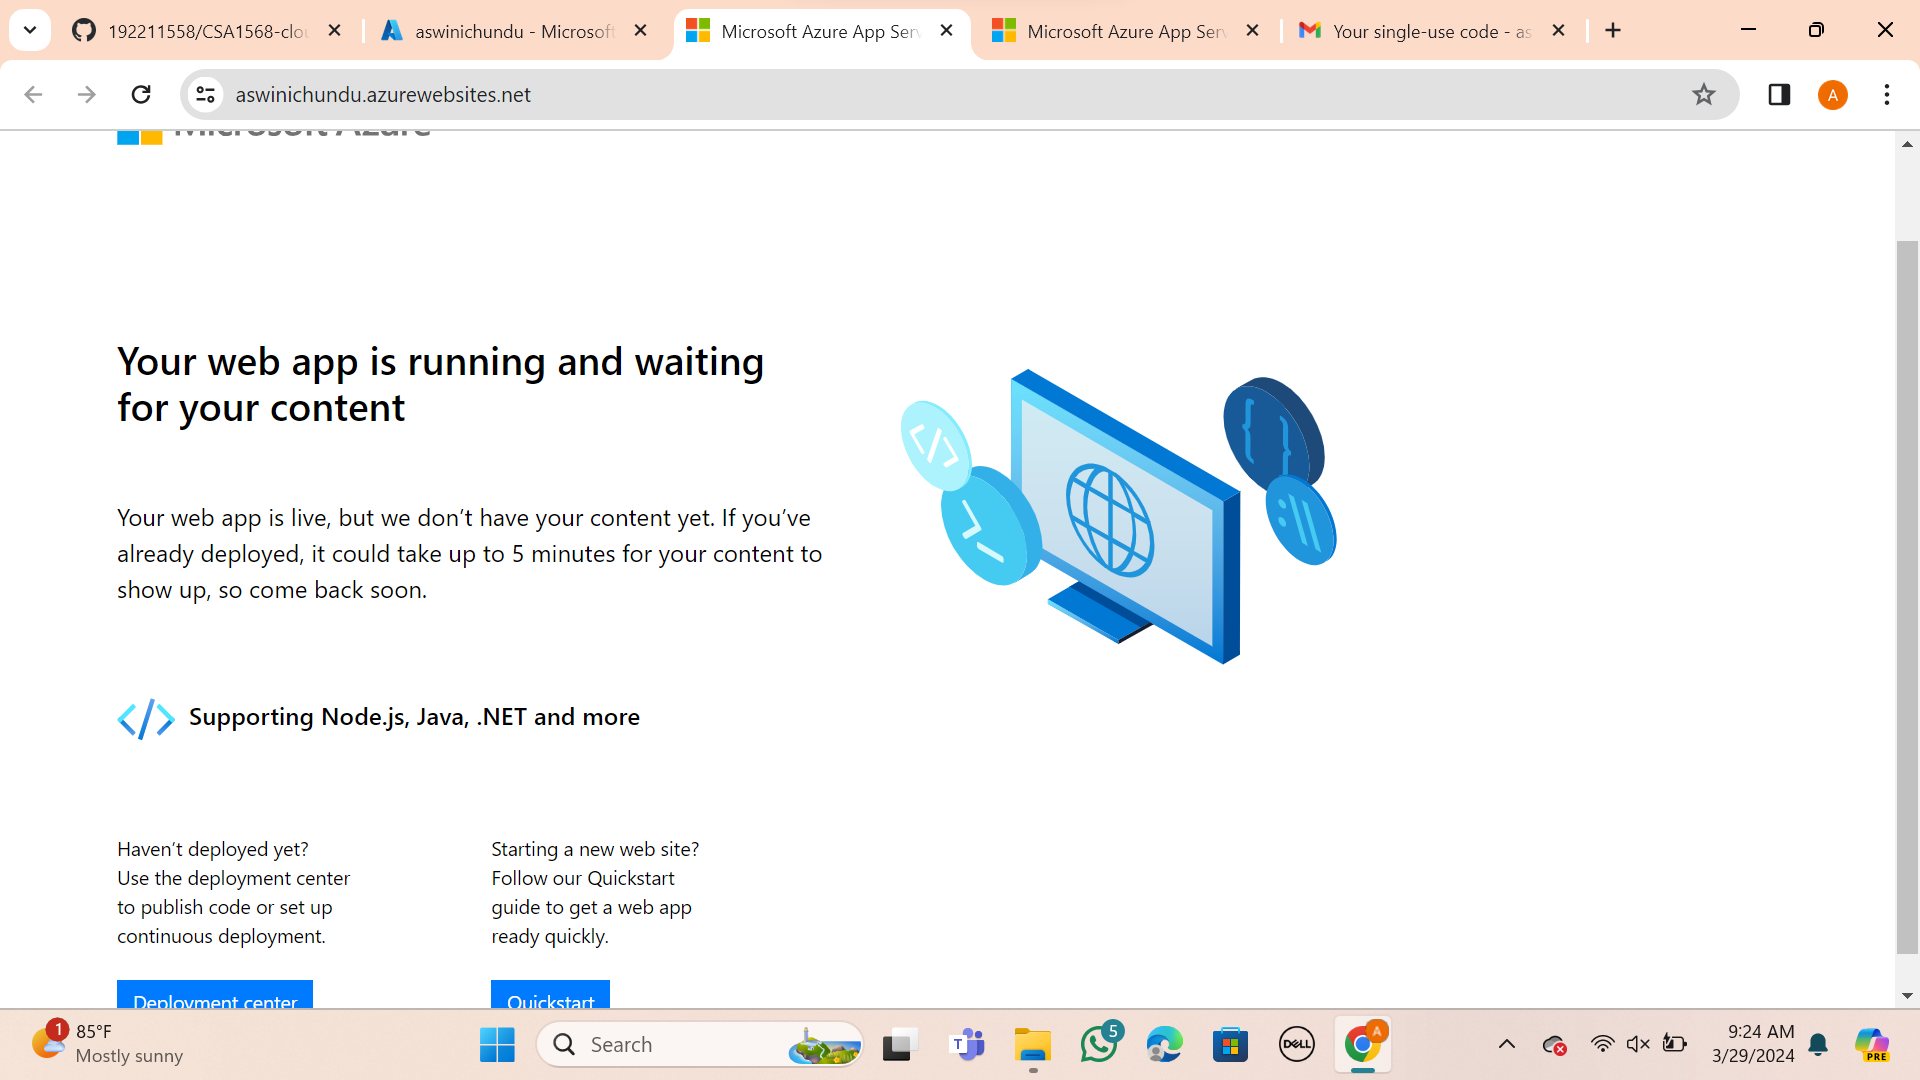 192211558/CSA1568-clou
aswinichundu - Microsoft
Microsoft Azure App Serv
Microsoft Azure App Serv
Your single-use code - as
aswinichundu.azurewebsites.net
A
Microsoft Azure
Your web app is running and waiting
for your content
Your web app is live, but we don’t have your content yet. If you’ve
already deployed, it could take up to 5 minutes for your content to
show up, so come back soon.
Supporting Node.js, Java, .NET and more
Haven’t deployed yet?
Use the deployment center
to publish code or set up
continuous deployment.
Deployment center
Starting a new web site?
Follow our Quickstart
guide to get a web app
ready quickly.
Quickstart
1
85°F
Mostly sunny
Search
T
5
DELL
A
9:24 AM
3/29/2024
PRE